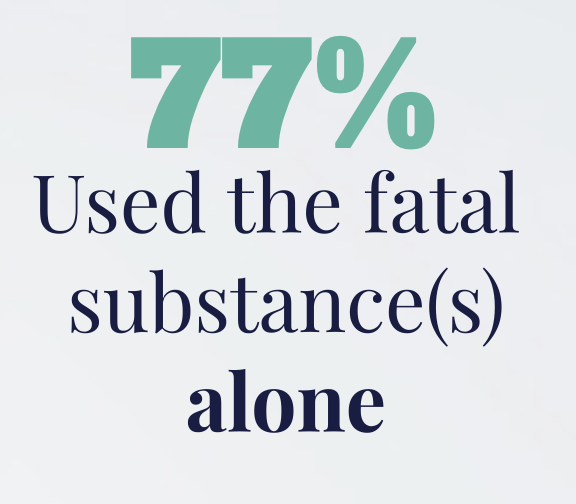 77%
Used the fatal
substance(s)
alone